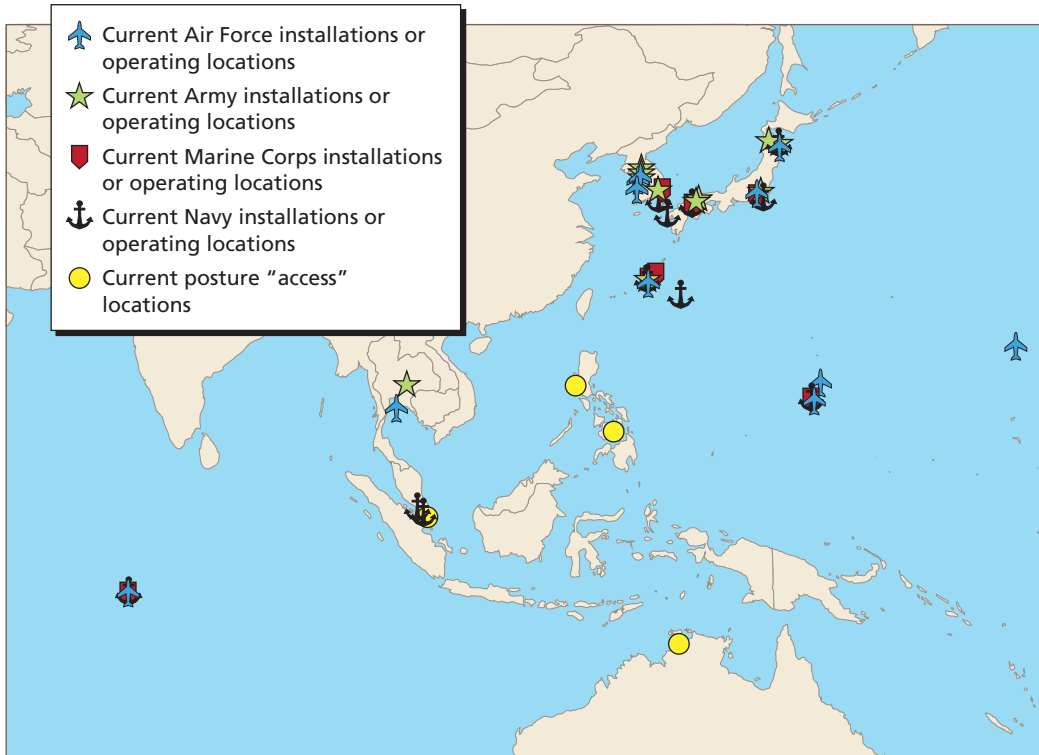 Current Air Force installations or
operating locations
Current Army installations or
operating locations
Current Marine Corps installations
or operating locations
Current Navy installations or
operating locations
Current posture “access”
locations